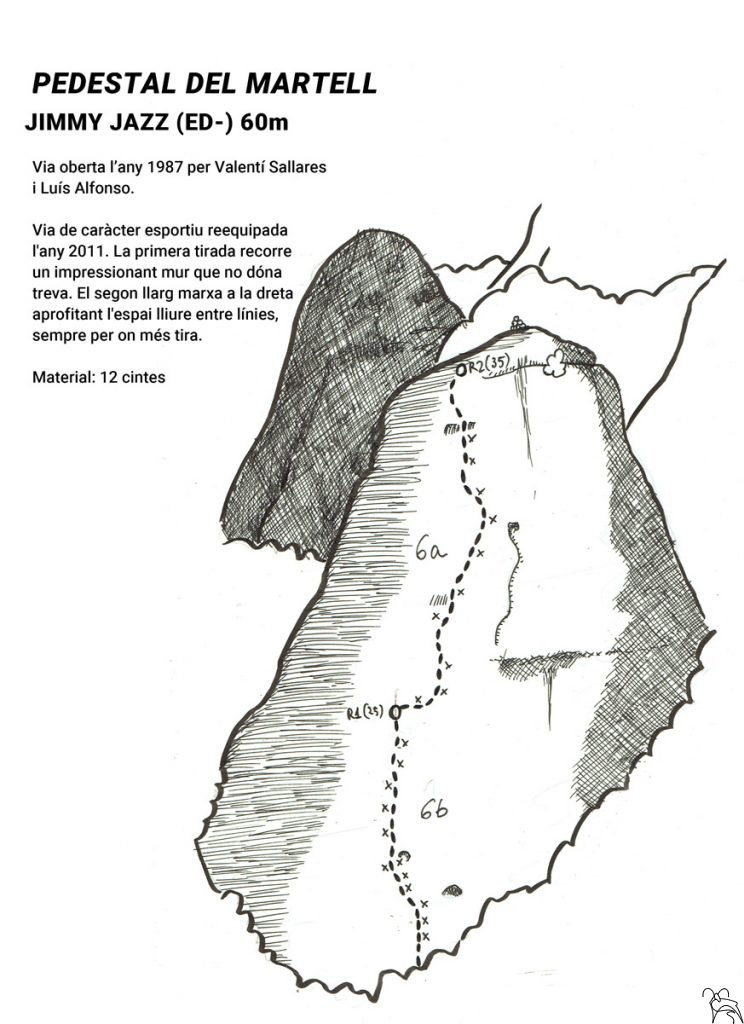 PEDESTAL DEL MARTELL
JIMMY JAZZ (ED-) 60m
Via oberta l’any 1987 per Valentí Sallares
i Luís Alfonso.
Via de caràcter esportiu reequipada
l'any 2011. La primera tirada recorre
un impressionant mur que no dóna
treva. El segon llarg marxa a la dreta
aprofitant l'espai lliure entre línies,
sempre per on més tira.
Material: 12 cintes
R2(35)
6a
R1(25)
6b